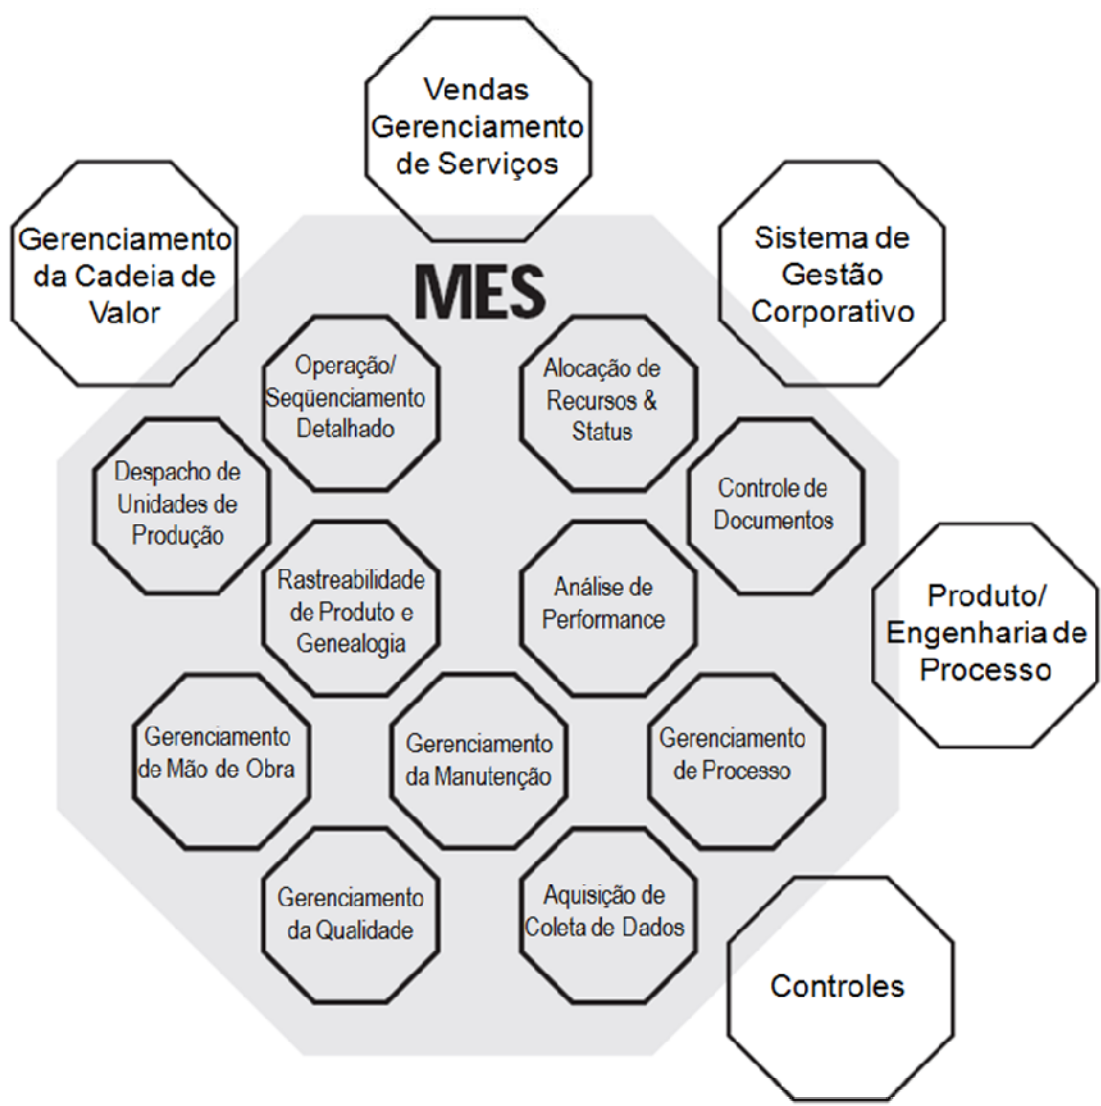 Vendas
Gerenciamento
de Serviços
Gerenciamento
da Cadeia de
Valor
Sistema de
Gestão
Corporativo
MES
Operação/
Seqüenciamento
Detalhado
Alocação de
Recursos &
Status
Despacho de
Unidades de
Produção
Controle de
Documentos
Rastreabilidade
de Produto e
Genealogia
Análise de
Performance
Produto/
Engenharia de
Processo
Gerenciamento
de Mão de Obra
Gerenciamento
da Manutenção
Gerenciamento
de Processo
Gerenciamento
da Qualidade
Aquisição de
Coleta de Dados
Controles